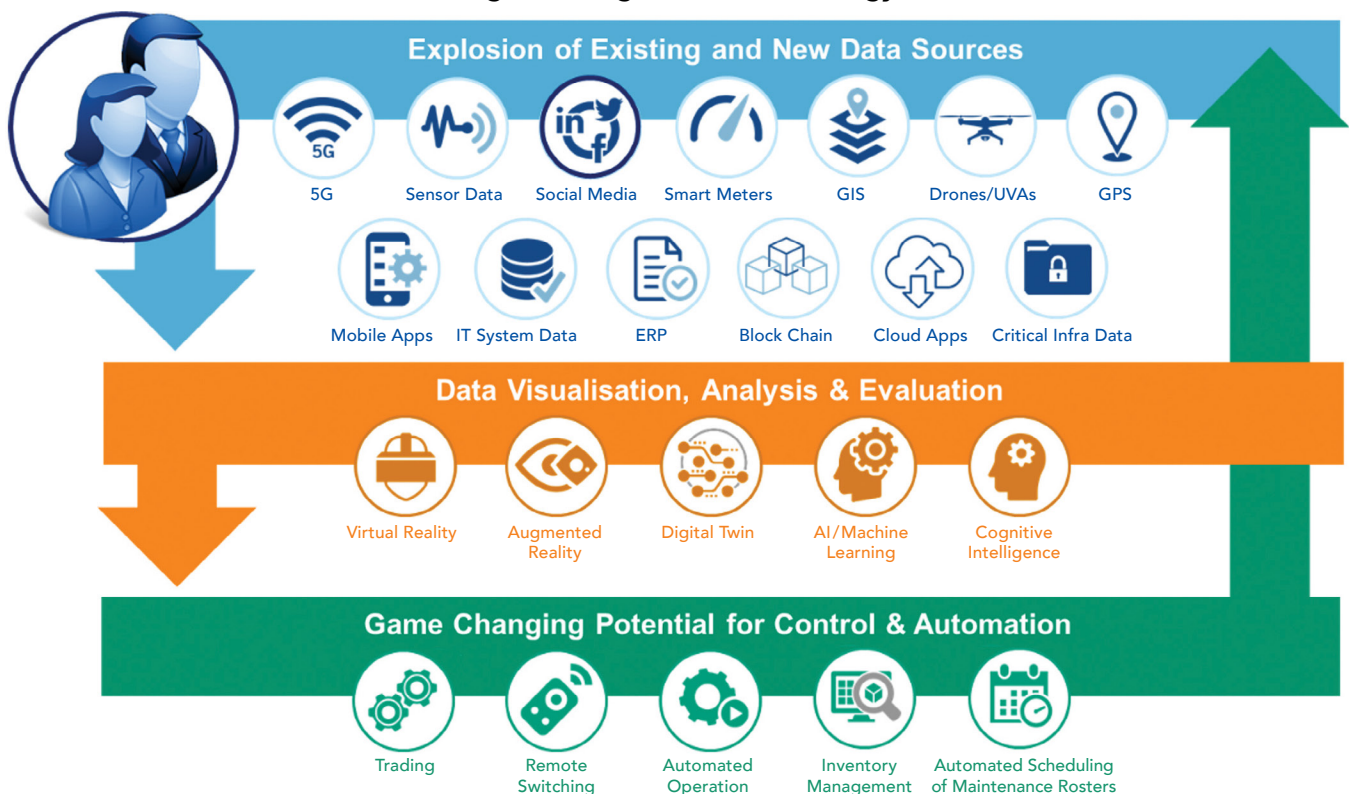 Explosion of Existing and New Data Sources
5G
in f
5G
Sensor Data
Social Media
Smart Meters
GIS
Drones/UVAs
GPS
Mobile Apps
IT System Data
ERP
Block Chain
Cloud Apps
Critical Infra Data
Data Visualisation, Analysis & Evaluation
Virtual Reality
Augmented
Reality
Digital Twin
AI/Machine
Learning
Cognitive
Intelligence
Game Changing Potential for Control & Automation
Trading
Remote
Switching
Automated
Operation
Inventory
Management
Automated Scheduling
of Maintenance Rosters